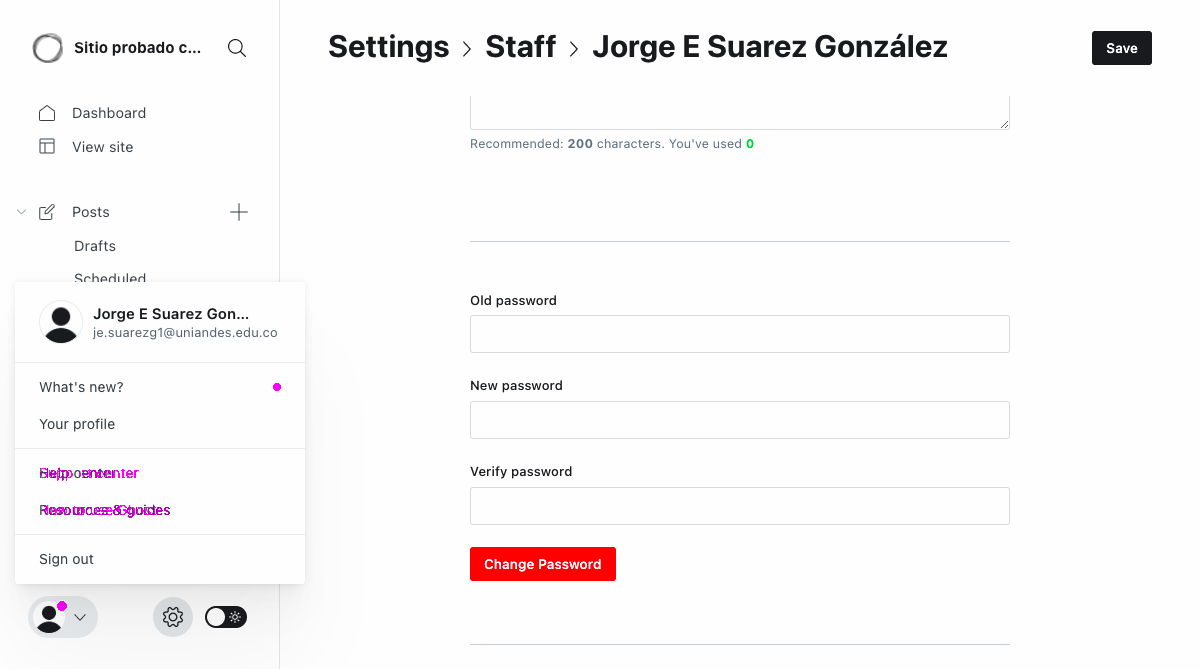 Sitio probado c...
Settings > Staff > Jorge E Suarez González
Save
Dashboard
View site
Posts
Drafts
Scheduled
Jorge E Suarez Gon...
je.suarezg1@uniandes.edu.co
What's new?
Your profile
Resources & guides
Sign out
Recommended: 200 characters. You've used 0
Old password
New password
Verify password
Change Password